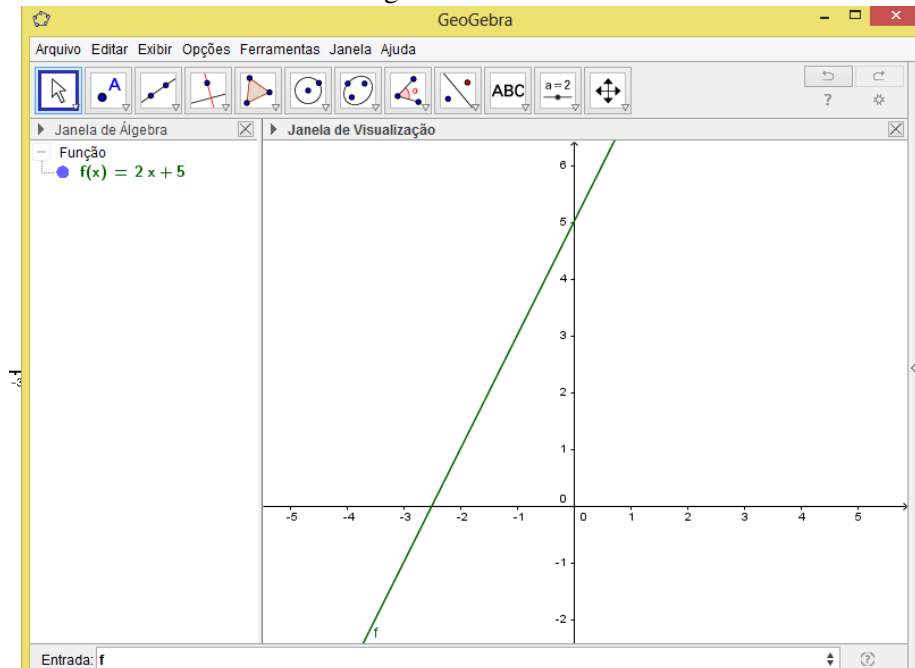 GeoGebra
Arquivo Editar Exibir Opções Ferramentas Janela Ajuda
A
α
ABC
a=2
?
Janela de Álgebra
Janela de Visualização
Função
f(x) = 2 x + 5
6
5
4
3
2
1
0
-5 -4 -3 -2 -1 0 1 2 3 4 5
-1
-2
f
-3
Entrada: f
?